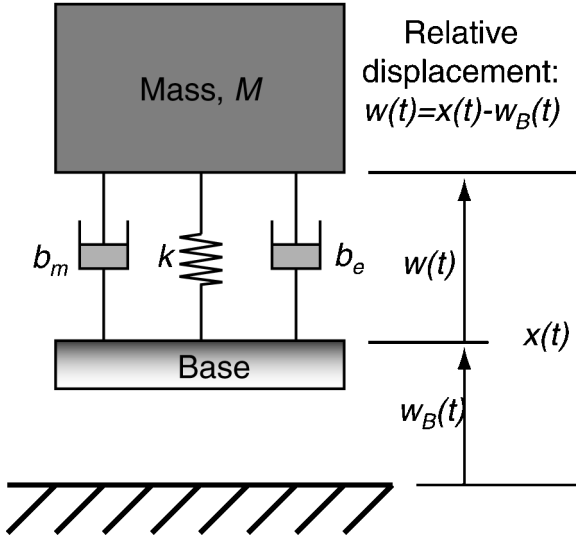 Mass, M
Relative
displacement:
w(t)=x(t)-w_B(t)
b_m
k
b_e
w(t)
x(t)
Base
w_B(t)